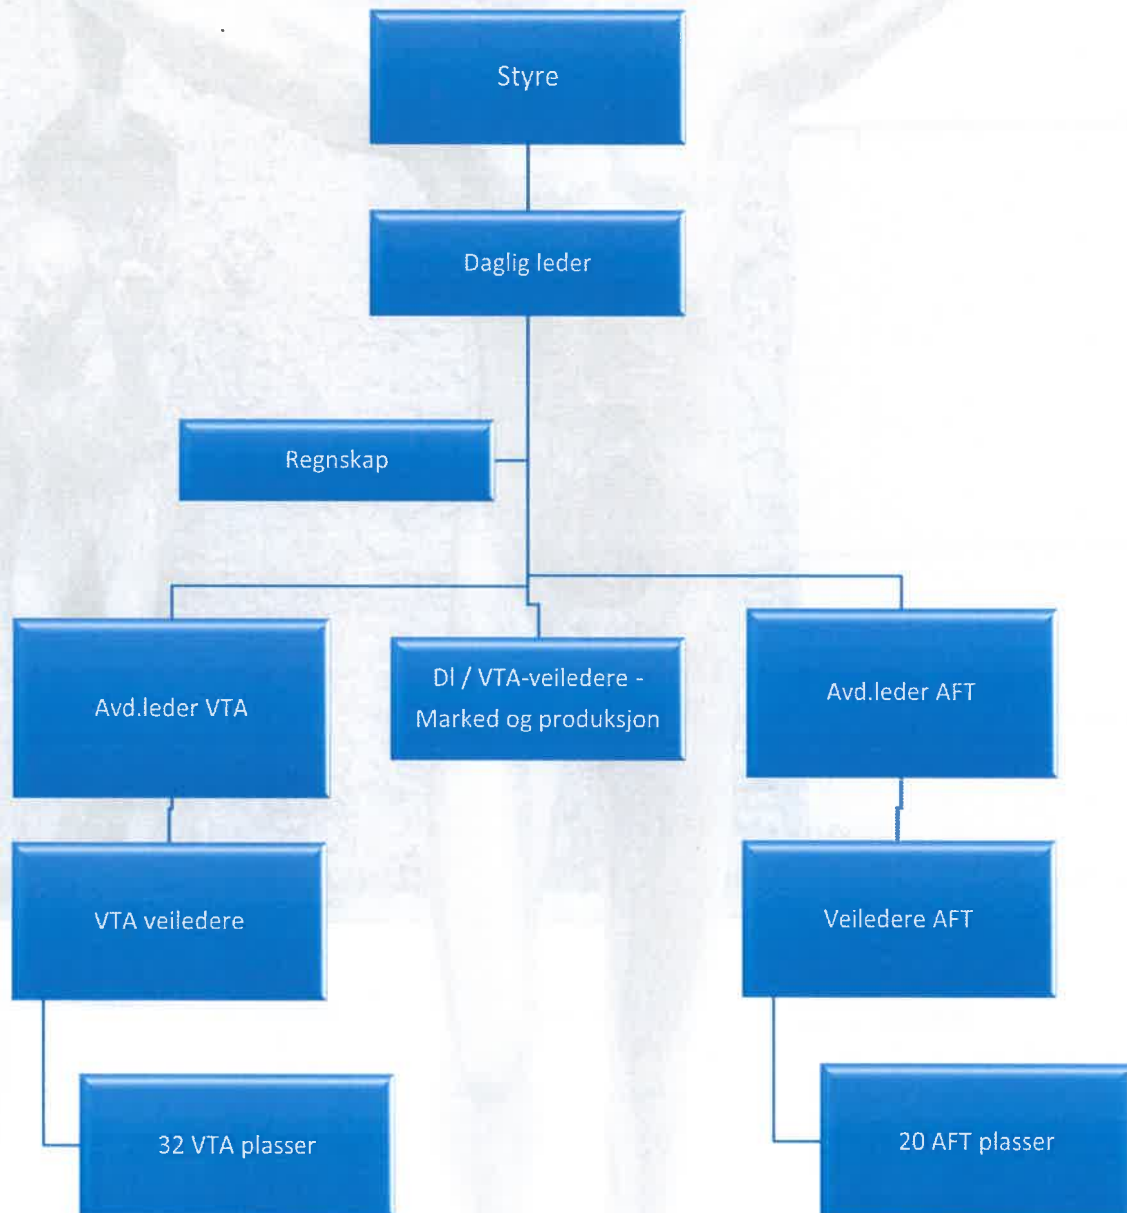 Styre
Daglig leder
Regnskap
Avd.leder VTA
Dl / VTA-veiledere -
Marked og produksjon
Avd.leder AFT
VTA veiledere
Veiledere AFT
32 VTA plasser
20 AFT plasser